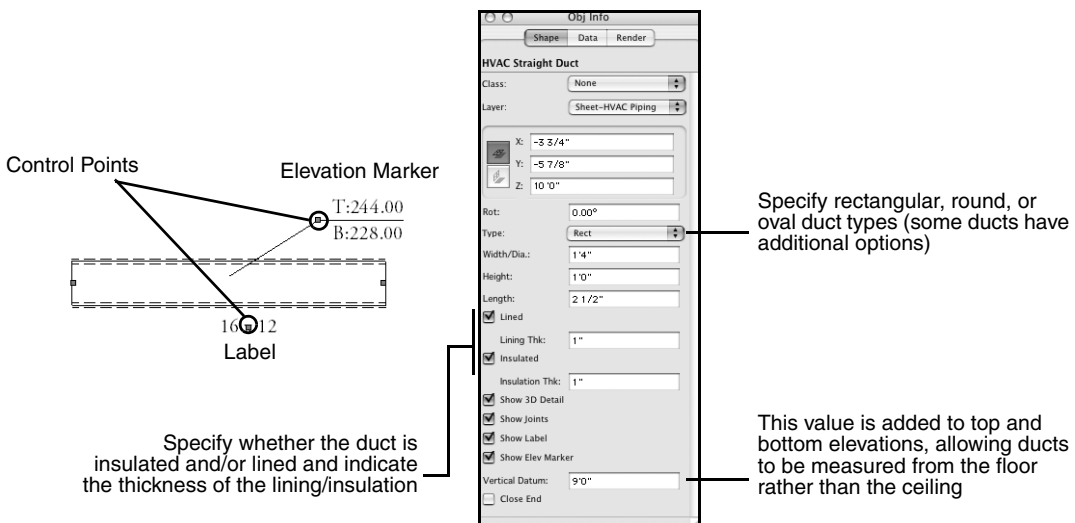 Control Points
Elevation Marker
T:244.00
B:228.00
16 12
Label
Specify whether the duct is
insulated and/or lined and indicate
the thickness of the lining/insulation
Obj Info
Shape Data Render
HVAC Straight Duct
Class: None
Layer: Sheet-HVAC Piping
X: -3 3/4"
Y: -5 7/8"
Z: 10'0"
Rot: 0.00°
Type: Rect
Width/Dia.: 1'4"
Height: 1'0"
Length: 2 1/2"
Lined
Lining Thk: 1"
Insulated
Insulation Thk: 1"
Show 3D Detail
Show Joints
Show Label
Show Elev Marker
Vertical Datum: 9'0"
Close End
Specify rectangular, round, or
oval duct types (some ducts have
additional options)
This value is added to top and
bottom elevations, allowing ducts
to be measured from the floor
rather than the ceiling